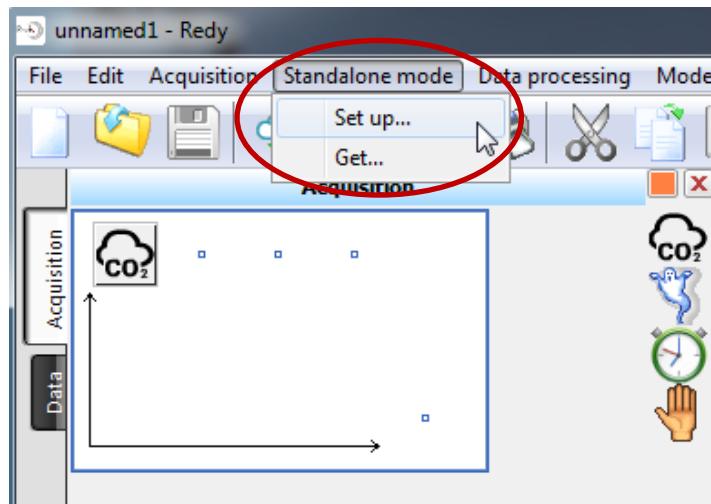 unnamed1 - Redy
File Edit Acquisition Standalone mode Data processing Mode
Set up...
Get...
Acquisition
Acquisition
Data
CO2
CO2